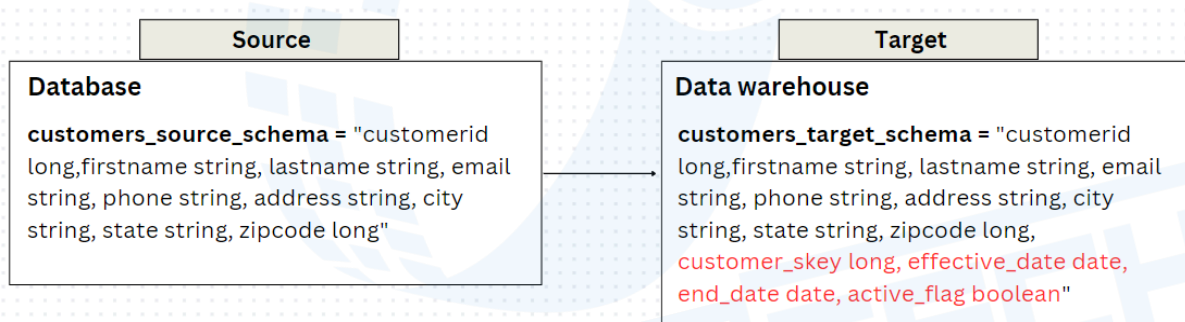 Source
Database
customers_source_schema = "customerid
long,firstname string, lastname string, email
string, phone string, address string, city
string, state string, zipcode long"
Target
Data warehouse
customers_target_schema = "customerid
long,firstname string, lastname string, email
string, phone string, address string, city
string, state string, zipcode long,
customer_skey long, effective_date date,
end_date date, active_flag boolean"